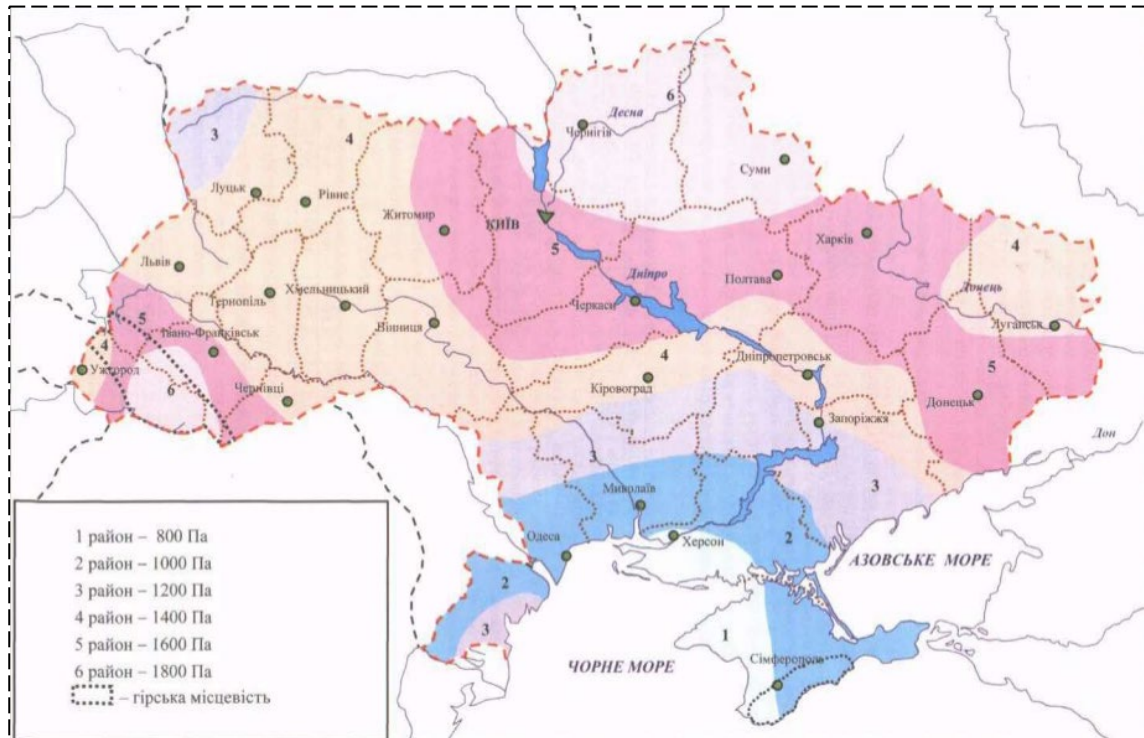 6
Десна
Чернігів
3
4
Суми
Луцьк
Рівне
Житомир
КИЇВ
Харків
5
4
Львів
Дніпро
Полтава
Донець
Тернопіль
Хмельницький
Черкаси
5
Івано-Франківськ
Вінниця
Луганськ
4
4
Ужгород
Дніпропетровськ
5
6
Чернівці
Кіровоград
Донецьк
Запоріжжя
Дон
3
3
Миколаїв
1 район – 800 Па
2 район – 1000 Па
3 район – 1200 Па
4 район – 1400 Па
5 район – 1600 Па
6 район – 1800 Па
– гірська місцевість
Одеса
Херсон
2
АЗОВСЬКЕ МОРЕ
2
3
1
ЧОРНЕ МОРЕ
Сімферополь